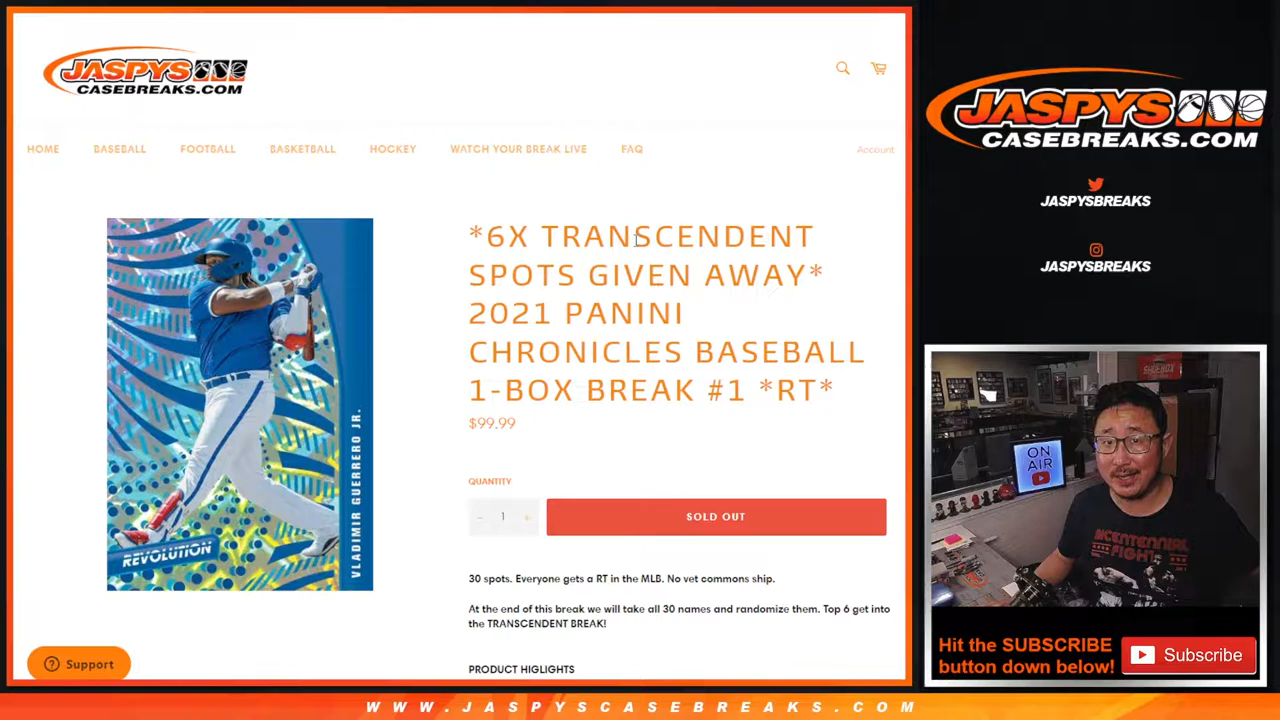 JASPYS
CASEBREAKS.COM
HOME BASEBALL FOOTBALL BASKETBALL HOCKEY WATCH YOUR BREAK LIVE FAQ Account
*6X TRANSCENDENT
SPOTS GIVEN AWAY*
2021 PANINI
CHRONICLES BASEBALL
1-BOX BREAK #1 *RT*
$99.99
QUANTITY
- 1 +
SOLD OUT
30 spots. Everyone gets a RT in the MLB. No vet commons ship.
At the end of this break we will take all 30 names and randomize them. Top 6 get into
the TRANSCENDENT BREAK!
PRODUCT HIGLIGHTS
VLADIMIR GUERRERO JR.
REVOLUTION
? Support
JASPYS
CASEBREAKS.COM
JASPYSBREAKS
JASPYSBREAKS
SHOEBOX
ON
AIR
BICENTENNIAL
FIGHT
Hit the SUBSCRIBE
button down below!
Subscribe
WWW.JASPYSCASEBREAKS.COM